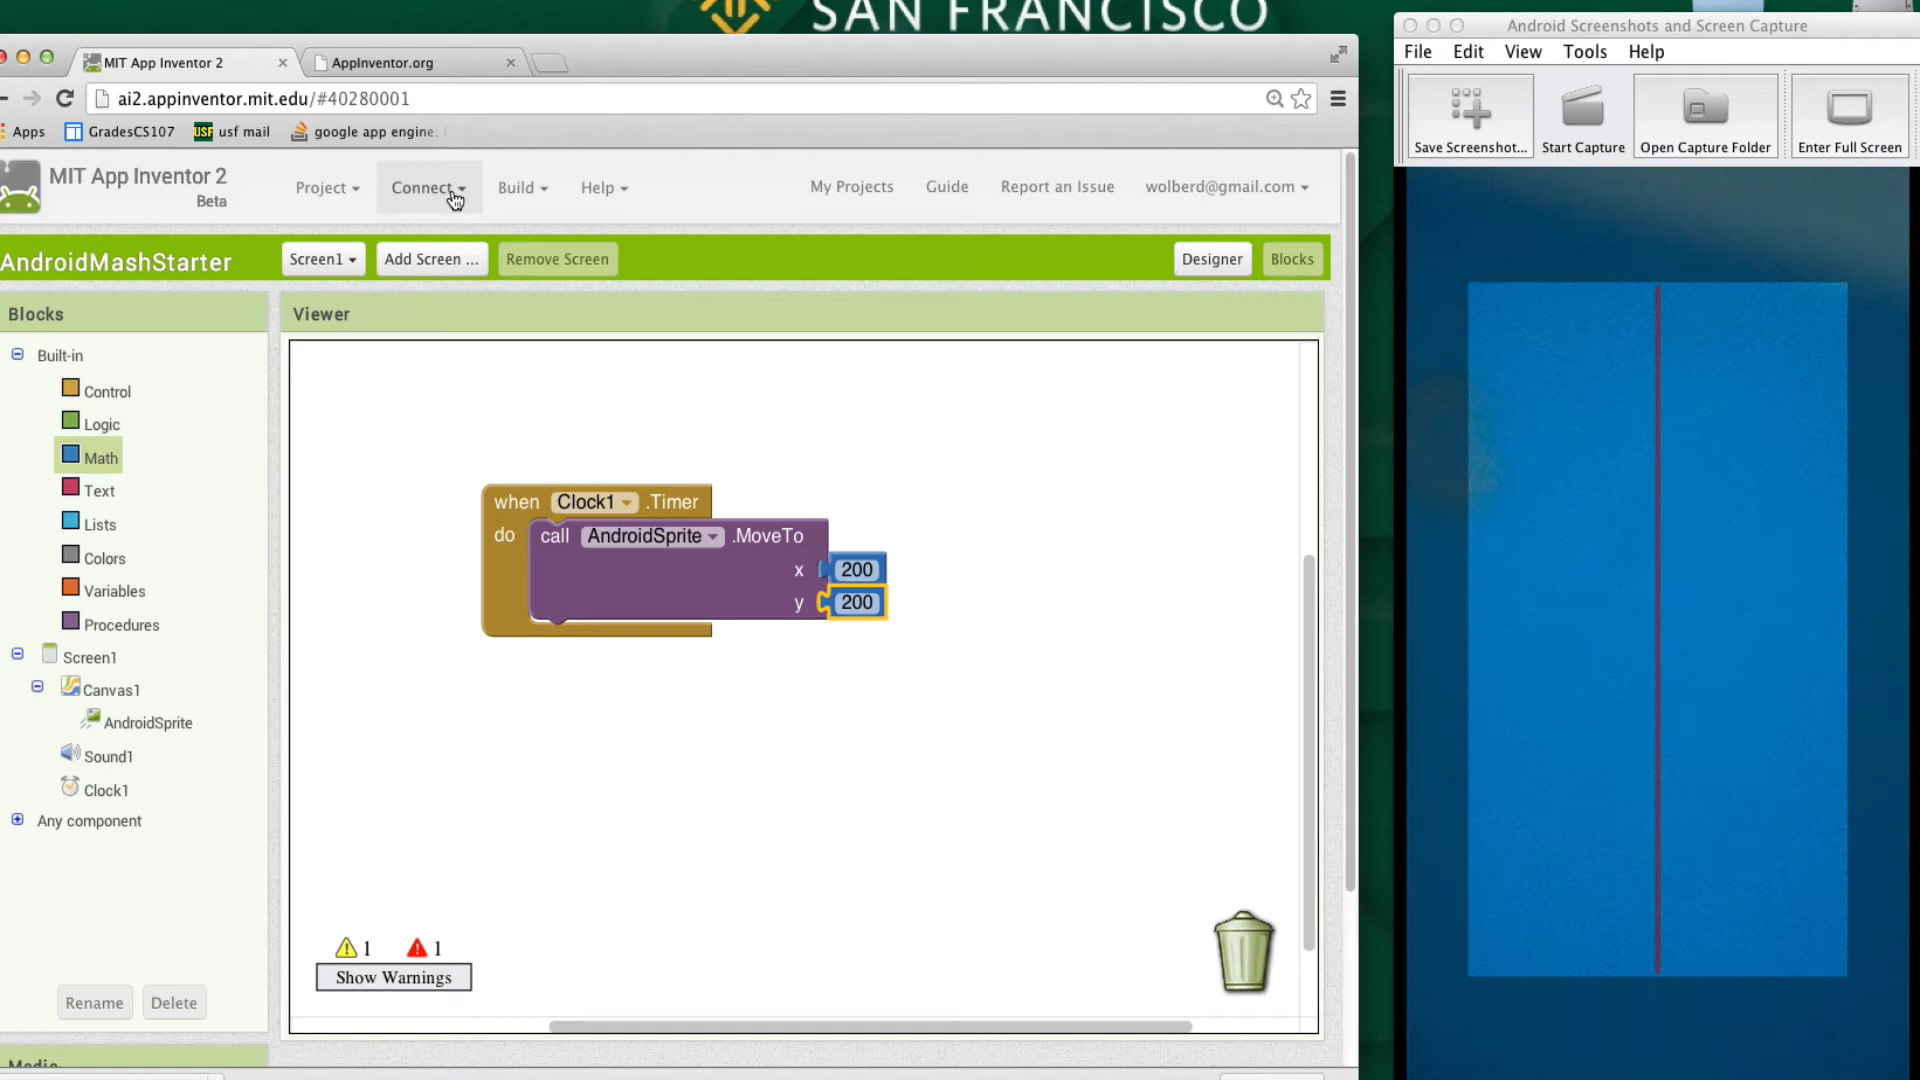 SAN FRANCISCO
MIT App Inventor 2
AppInventor.org
ai2.appinventor.mit.edu/#40280001
Apps
GradesCS107
USF usf mail
google app engine:
MIT App Inventor 2
Beta
Project
Connect
Build
Help
My Projects
Guide
Report an Issue
wolberd@gmail.com
AndroidMashStarter
Screen1
Add Screen ...
Remove Screen
Designer
Blocks
Blocks
Built-in
Control
Logic
Math
Text
Lists
Colors
Variables
Procedures
Screen1
Canvas1
AndroidSprite
Sound1
Clock1
Any component
Rename
Delete
Viewer
when Clock1 .Timer
do call AndroidSprite .MoveTo
x 200
y 200
1 1
Show Warnings
Android Screenshots and Screen Capture
File Edit View Tools Help
Save Screenshot...
Start Capture
Open Capture Folder
Enter Full Screen